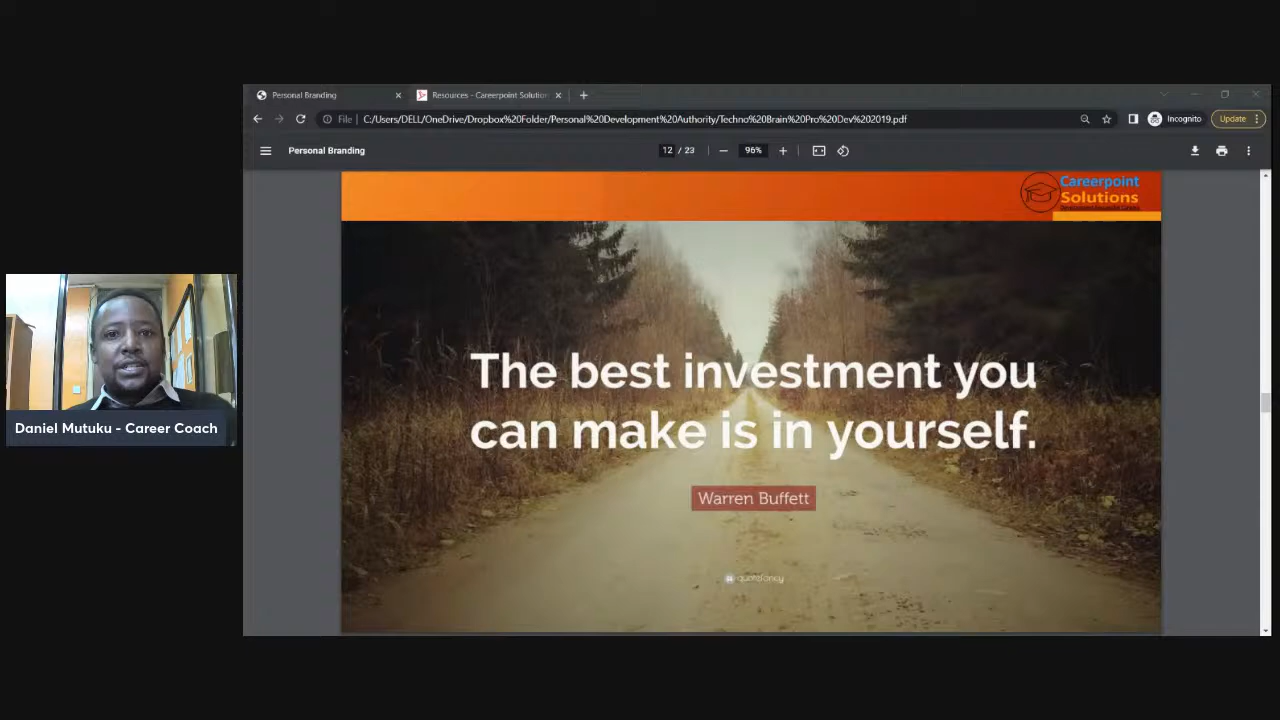 Personal Branding
Resources - Careerpoint Solution
File
C:/Users/DELL/OneDrive/Dropbox%20Folder/Personal%20Development%20Authority/Techno%20Brain%20Pro%20Dev%202019.pdf
Incognito
Update
Personal Branding
12 / 23
96%
Careerpoint
Solutions
The best investment you
can make is in yourself.
Warren Buffett
quotefancy
Daniel Mutuku - Career Coach